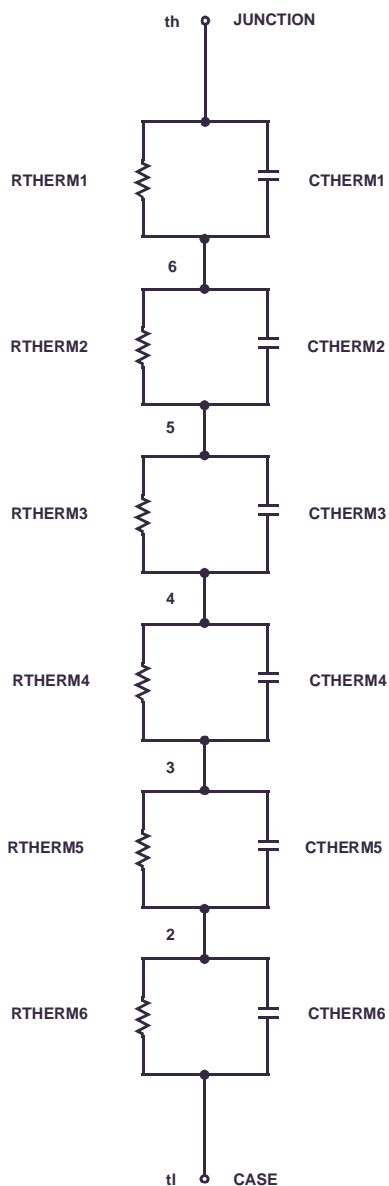 th JUNCTION
RTHERM1 CTHERM1
6
RTHERM2 CTHERM2
5
RTHERM3 CTHERM3
4
RTHERM4 CTHERM4
3
RTHERM5 CTHERM5
2
RTHERM6 CTHERM6
tl CASE